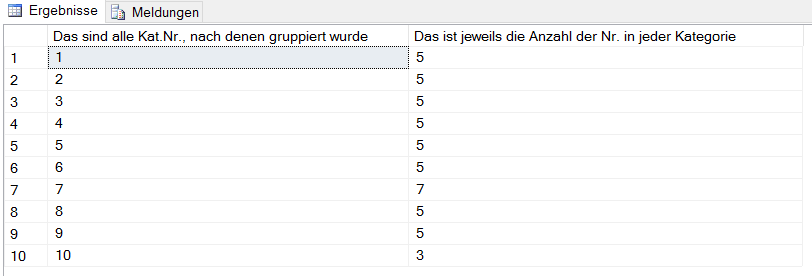 Ergebnisse Meldungen
Das sind alle Kat.Nr., nach denen gruppiert wurde Das ist jeweils die Anzahl der Nr. in jeder Kategorie
1 1 5
2 2 5
3 3 5
4 4 5
5 5 5
6 6 5
7 7 7
8 8 5
9 9 5
10 10 3